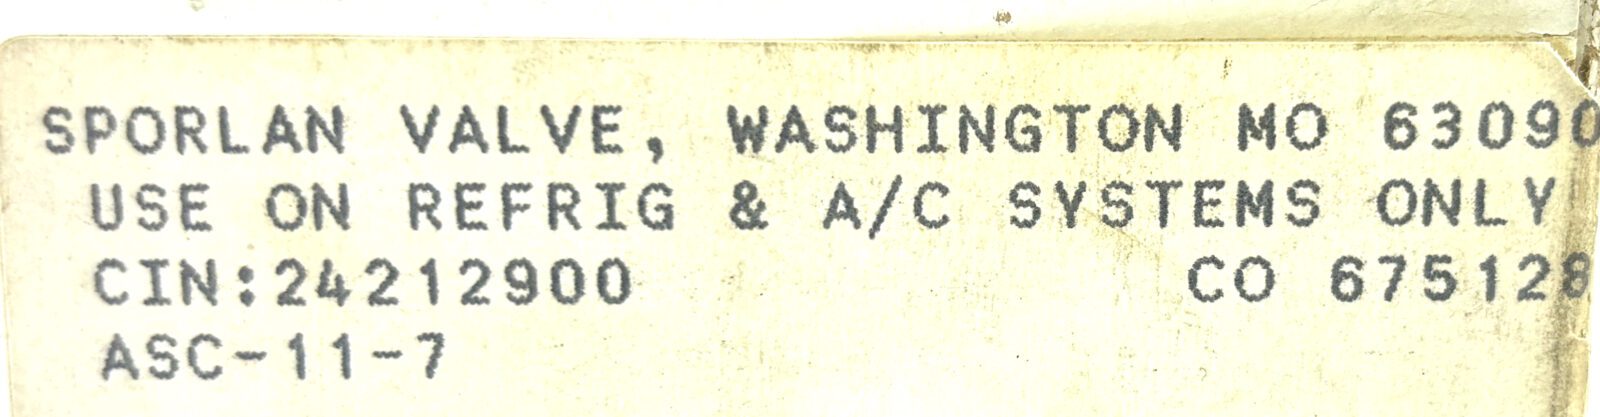 SPORLAN VALVE, WASHINGTON MO 63090
USE ON REFRIG & A/C SYSTEMS ONLY
CIN:24212900 CO 675128
ASC-11-7